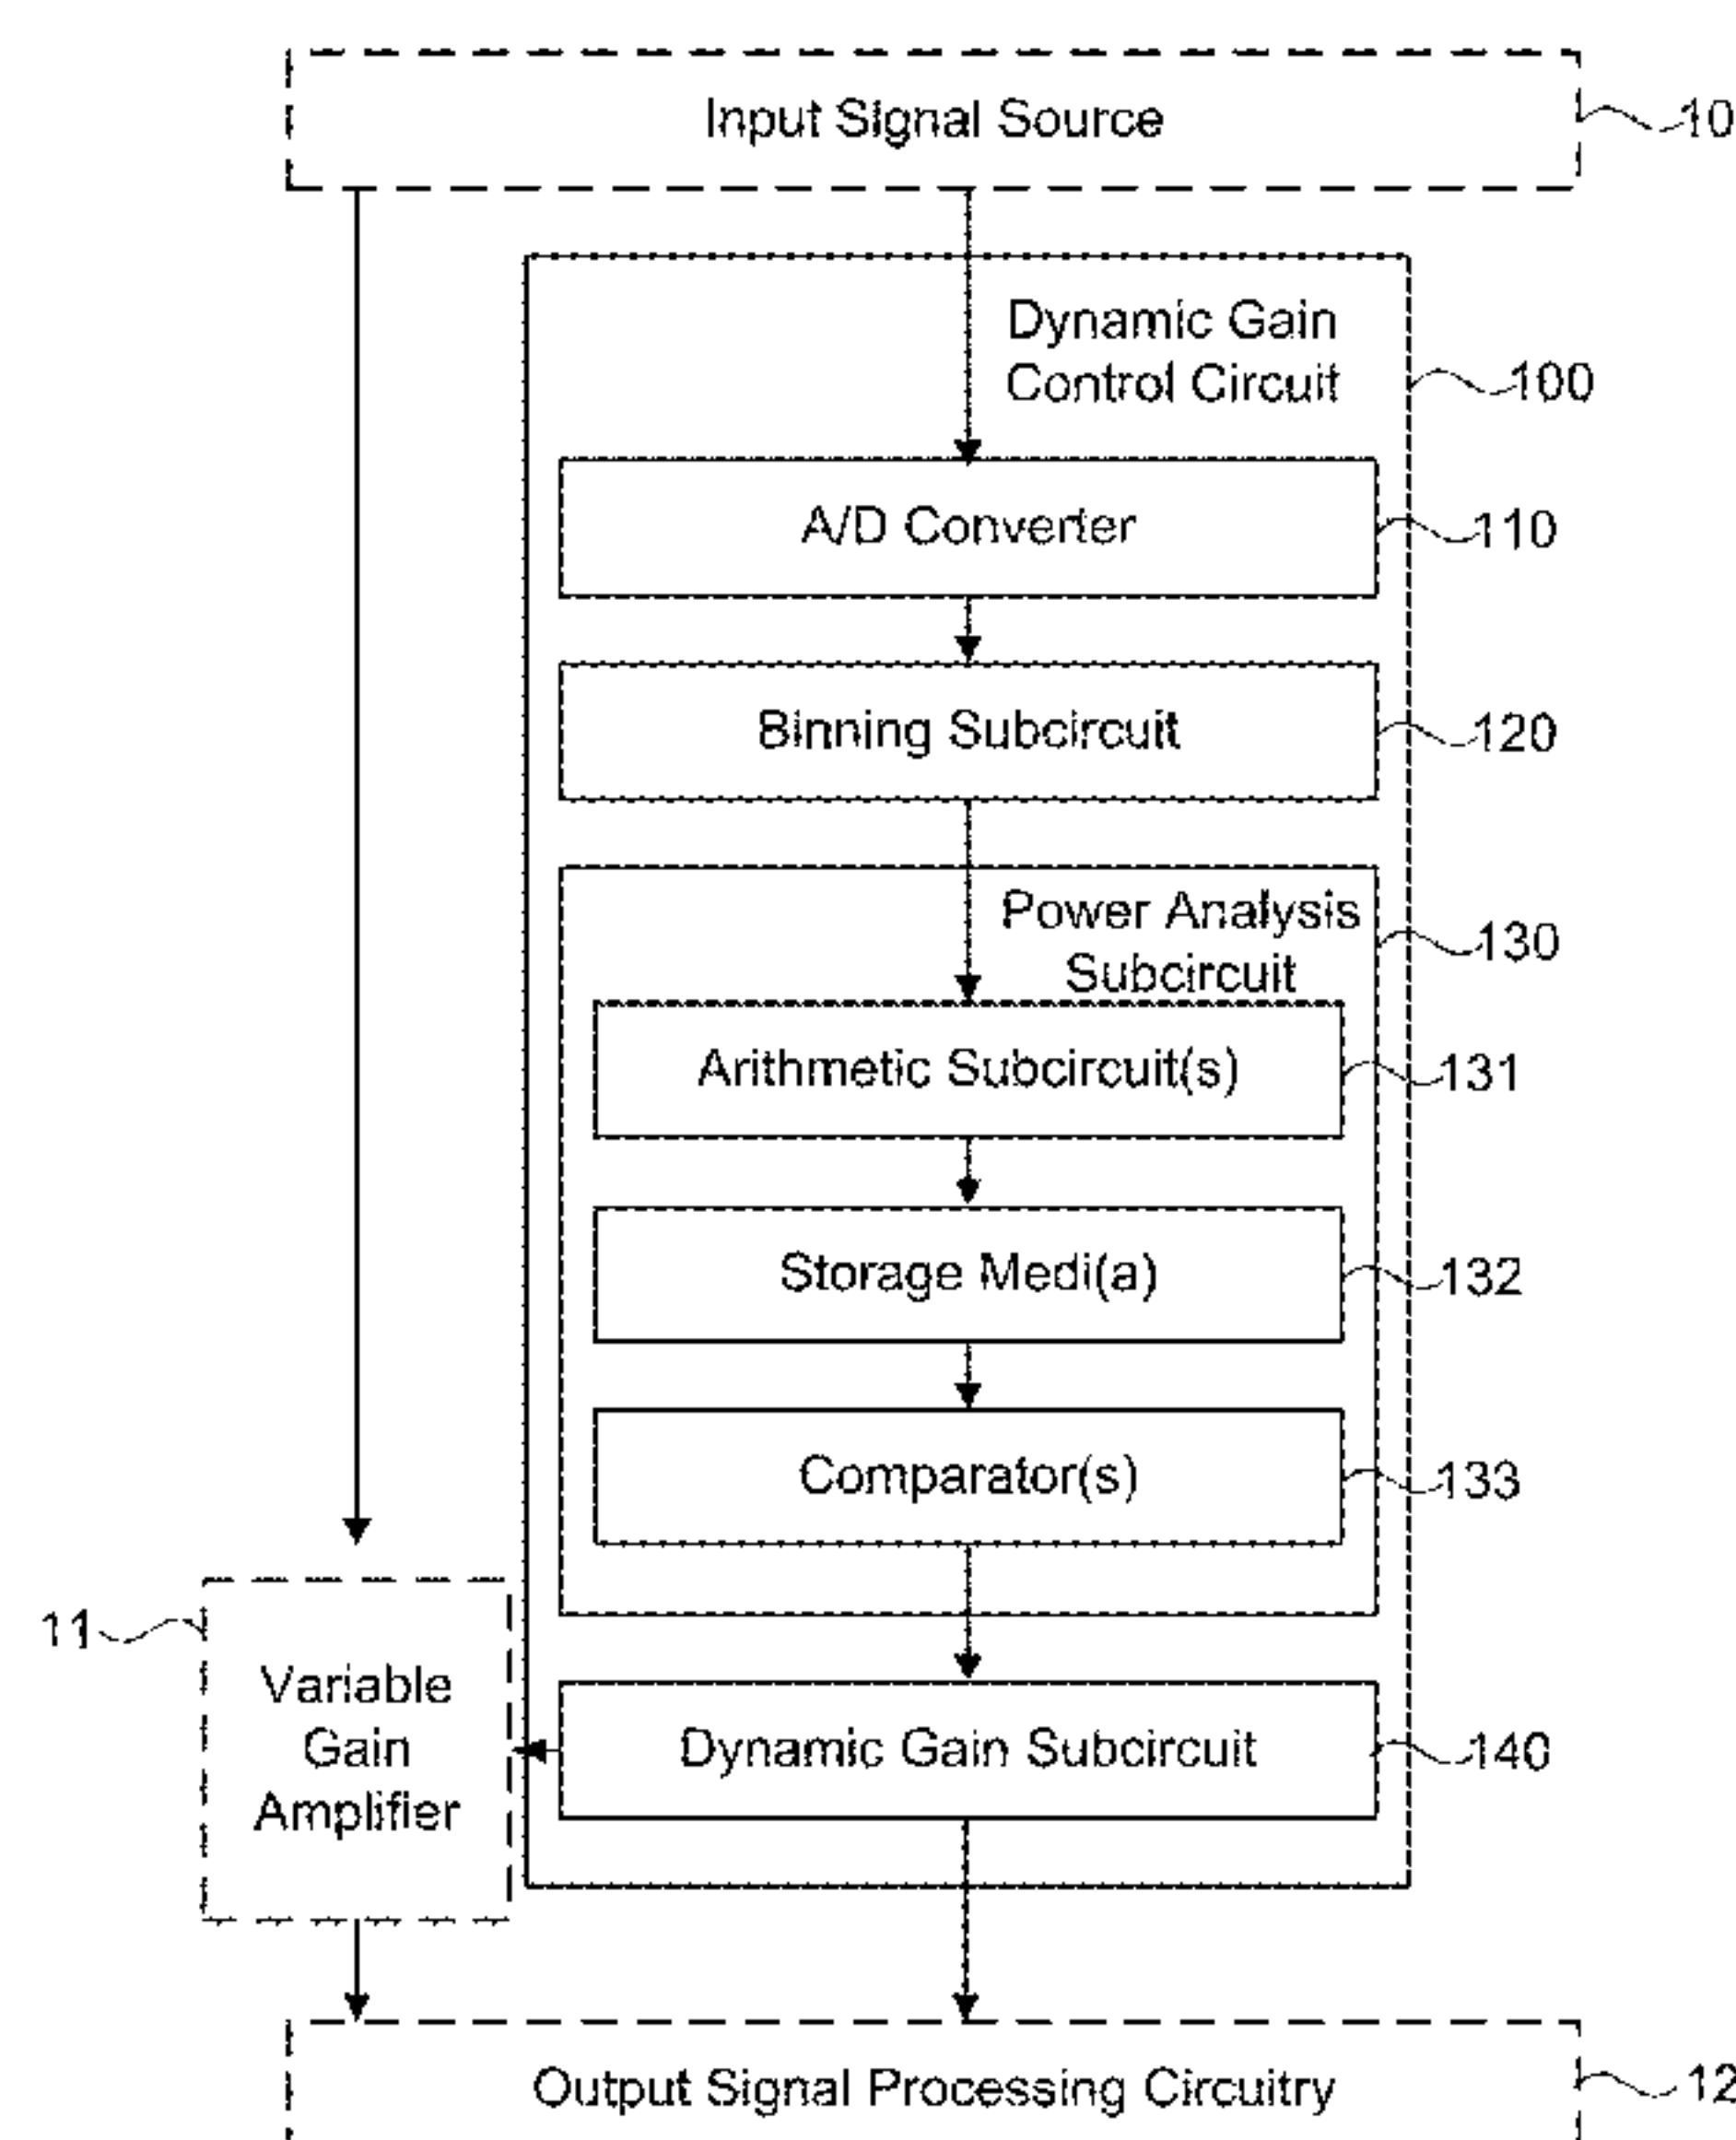 Input Signal Source
10
Dynamic Gain
Control Circuit
100
A/D Converter
110
Binning Subcircuit
120
Power Analysis
Subcircuit
130
Arithmetic Subcircuit(s)
131
Storage Medi(a)
132
Comparator(s)
133
11
Variable
Gain
Amplifier
Dynamic Gain Subcircuit
140
Output Signal Processing Circuitry
12